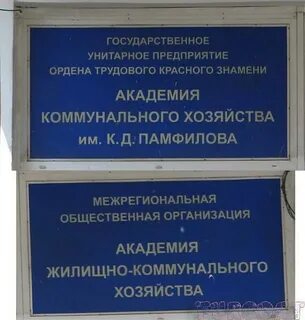 ГОСУДАРСТВЕННОЕ
УНИТАРНОЕ ПРЕДПРИЯТИЕ
ОРДЕНА ТРУДОВОГО КРАСНОГО ЗНАМЕНИ
АКАДЕМИЯ
КОММУНАЛЬНОГО ХОЗЯЙСТВА
им. К.Д. ПАМФИЛОВА
МЕЖРЕГИОНАЛЬНАЯ
ОБЩЕСТВЕННАЯ ОРГАНИЗАЦИЯ
АКАДЕМИЯ
ЖИЛИЩНО-КОММУНАЛЬНОГО
ХОЗЯЙСТВА